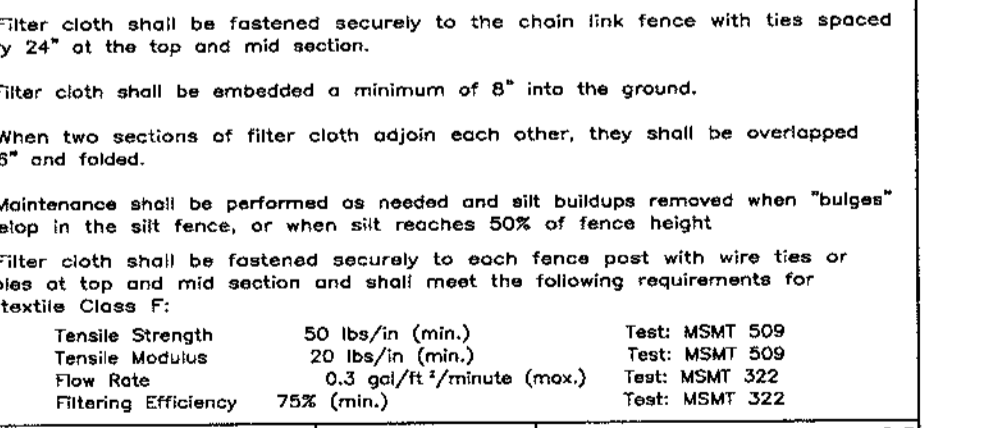 Filter cloth shall be fastened securely to the chain link fence with ties spaced
y 24" at the top and mid section.
Filter cloth shall be embedded a minimum of 8" into the ground.
When two sections of filter cloth adjoin each other, they shall be overlapped
6" and folded.
Maintenance shall be performed as needed and silt buildups removed when "bulges"
elop in the silt fence, or when silt reaches 50% of fence height
Filter cloth shall be fastened securely to each fence post with wire ties or
ples at top and mid section and shall meet the following requirements for
textile Class F:
Tensile Strength 50 lbs/in (min.) Test: MSMT 509
Tensile Modulus 20 lbs/in (min.) Test: MSMT 509
Flow Rate 0.3 gal/ft²/minute (max.) Test: MSMT 322
Filtering Efficiency 75% (min.) Test: MSMT 322